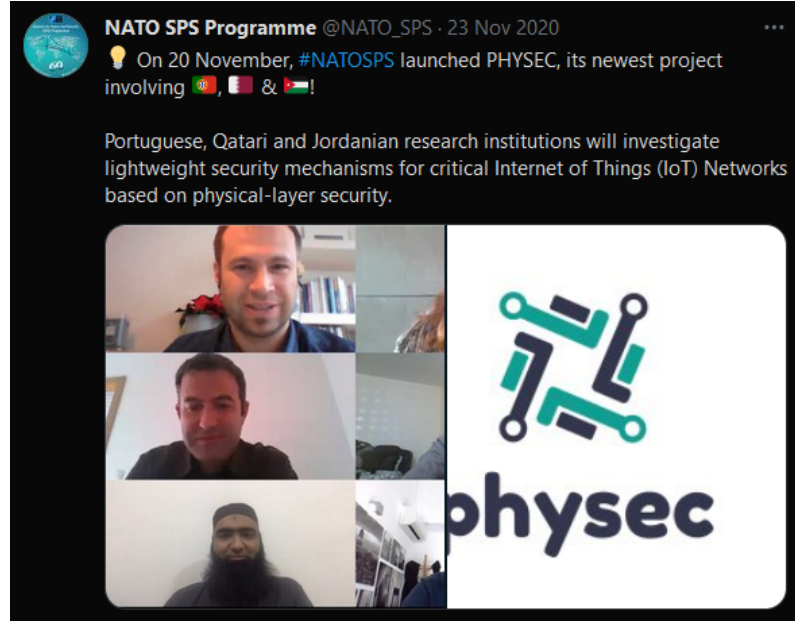 NATO SPS Programme @NATO_SPS · 23 Nov 2020
💡 On 20 November, #NATOSPS launched PHYSEC, its newest project
involving 🇵🇹, 🇶🇦 & 🇯🇴!
Portuguese, Qatari and Jordanian research institutions will investigate
lightweight security mechanisms for critical Internet of Things (IoT) Networks
based on physical-layer security.
physec